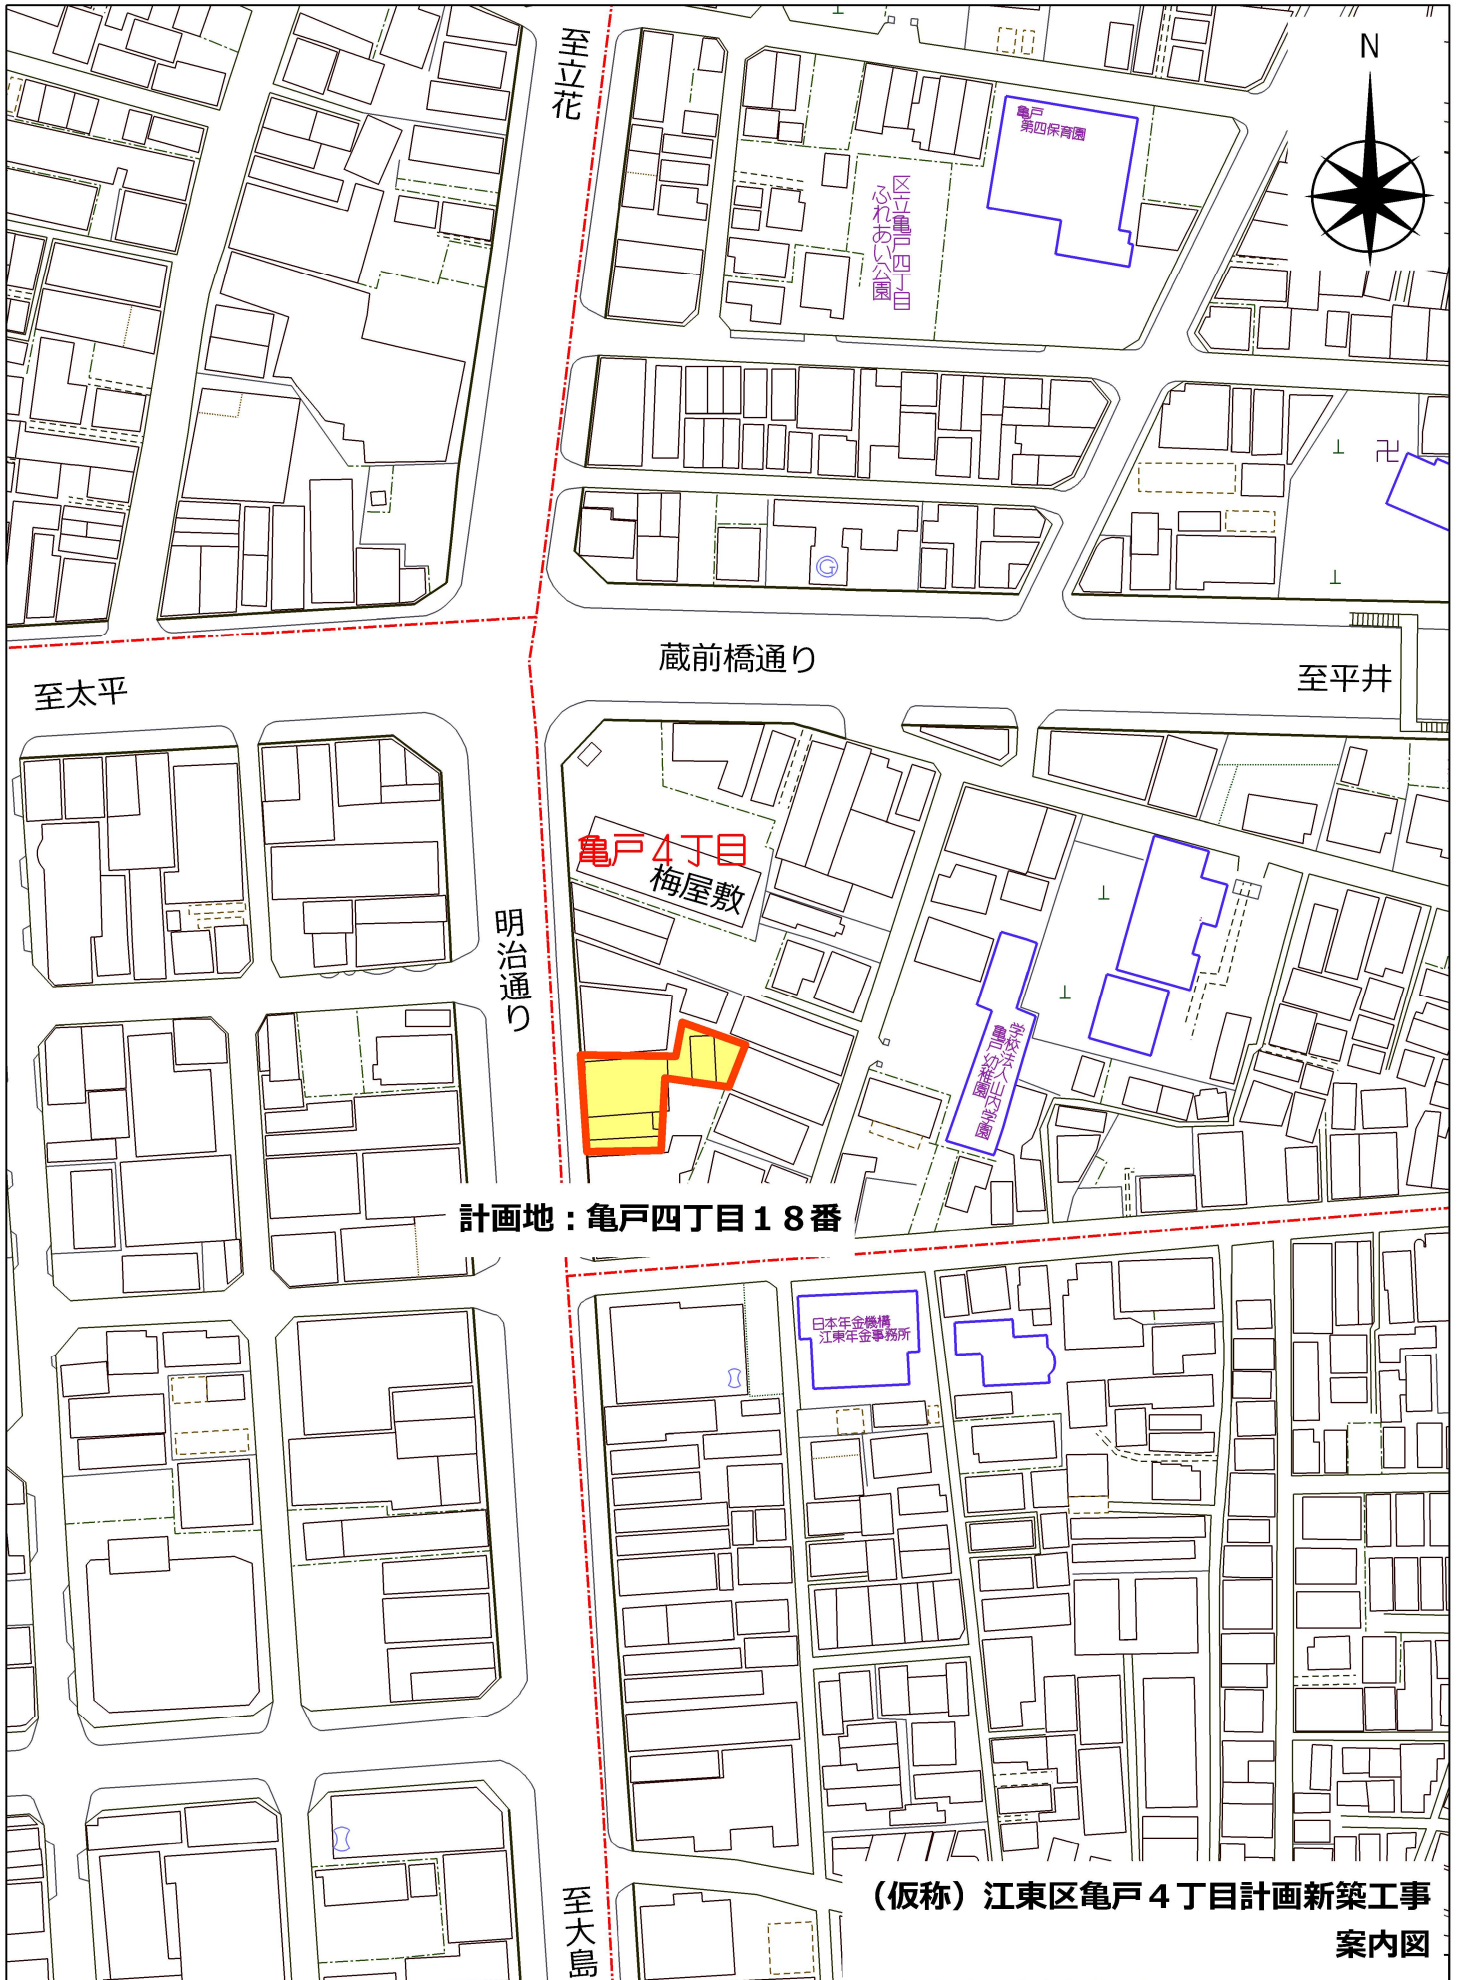 至立花
N
亀戸
第四保育園
区立亀戸四丁目
ふれあい公園
卍
G
蔵前橋通り
至太平
至平井
亀戸４丁目
梅屋敷
明治通り
学校法人山内学園
亀戸幼稚園
計画地：亀戸四丁目１８番
日本年金機構
江東年金事務所
至大島
（仮称）江東区亀戸４丁目計画新築工事
案内図